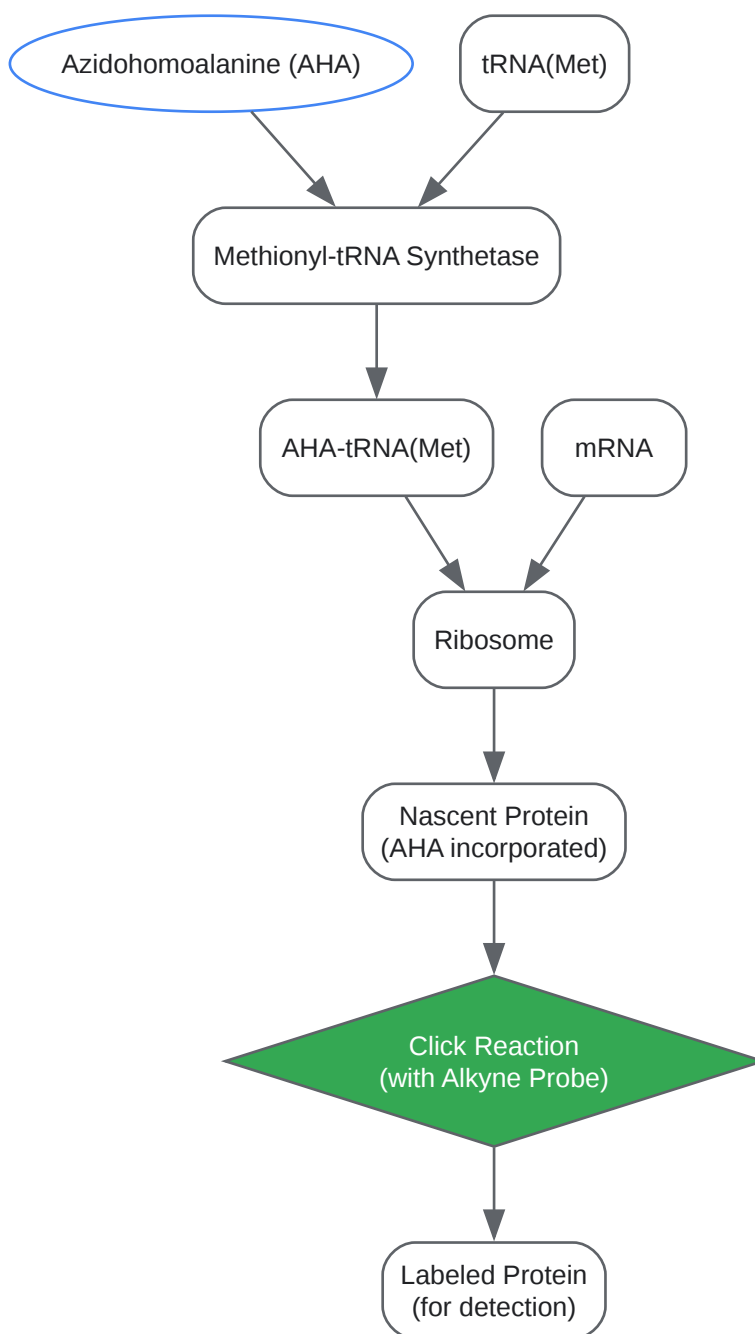 Azidohomoalanine (AHA)
tRNA(Met)
Methionyl-tRNA Synthetase
AHA-tRNA(Met)
mRNA
Ribosome
Nascent Protein
(AHA incorporated)
Click Reaction
(with Alkyne Probe)
Labeled Protein
(for detection)